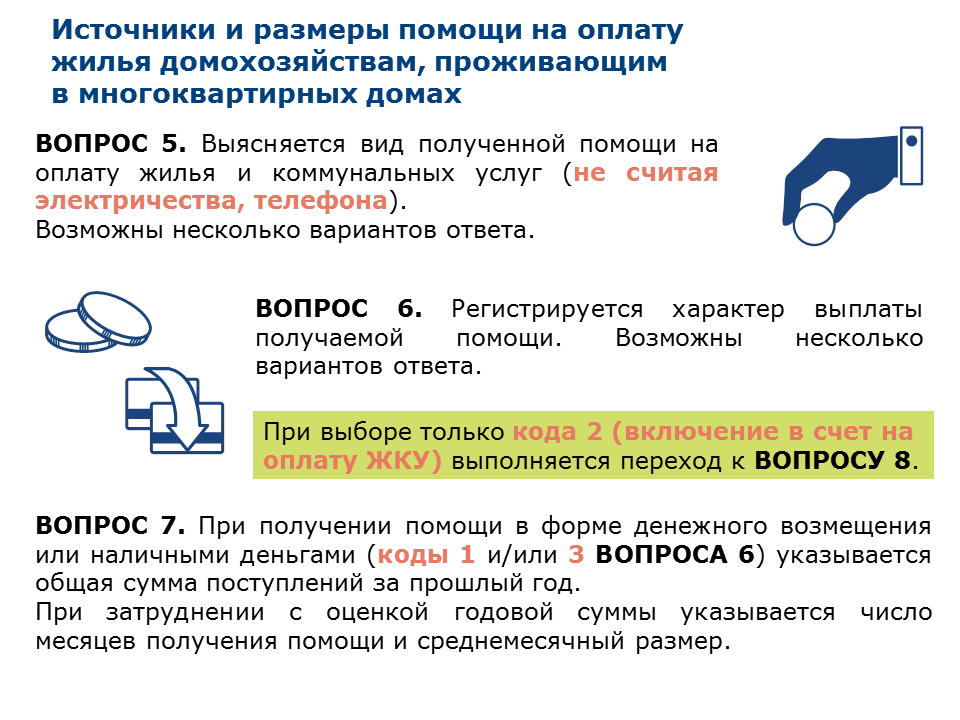 Источники и размеры помощи на оплату
жилья домохозяйствам, проживающим
в многоквартирных домах
ВОПРОС 5. Выясняется вид полученной помощи на
оплату жилья и коммунальных услуг (не считая
электричества, телефона).
Возможны несколько вариантов ответа.
ВОПРОС 6. Регистрируется характер выплаты
получаемой помощи. Возможны несколько
вариантов ответа.
При выборе только кода 2 (включение в счет на
оплату ЖКУ) выполняется переход к ВОПРОСУ 8.
ВОПРОС 7. При получении помощи в форме денежного возмещения
или наличными деньгами (коды 1 и/или 3 ВОПРОСА 6) указывается
общая сумма поступлений за прошлый год.
При затруднении с оценкой годовой суммы указывается число
месяцев получения помощи и среднемесячный размер.